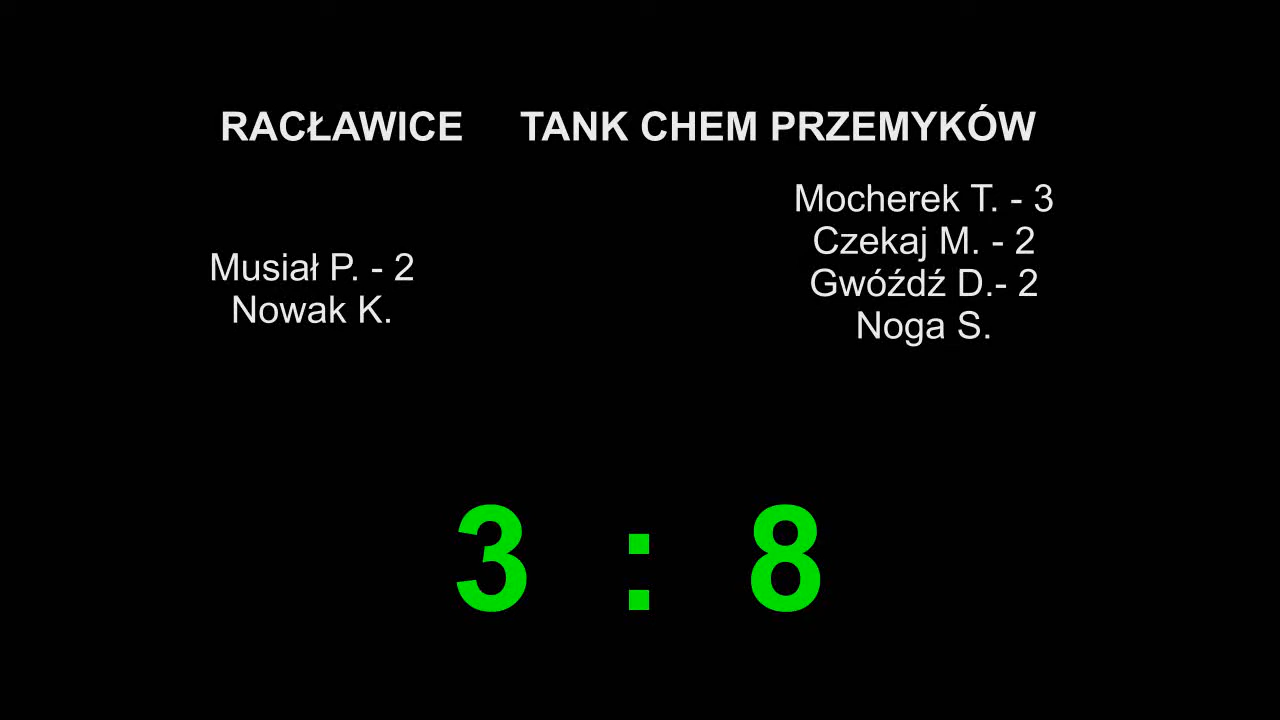 RACŁAWICE TANK CHEM PRZEMYKÓW
Musiał P. - 2
Nowak K.
Mocherek T. - 3
Czekaj M. - 2
Gwóźdź D.- 2
Noga S.
3 : 8